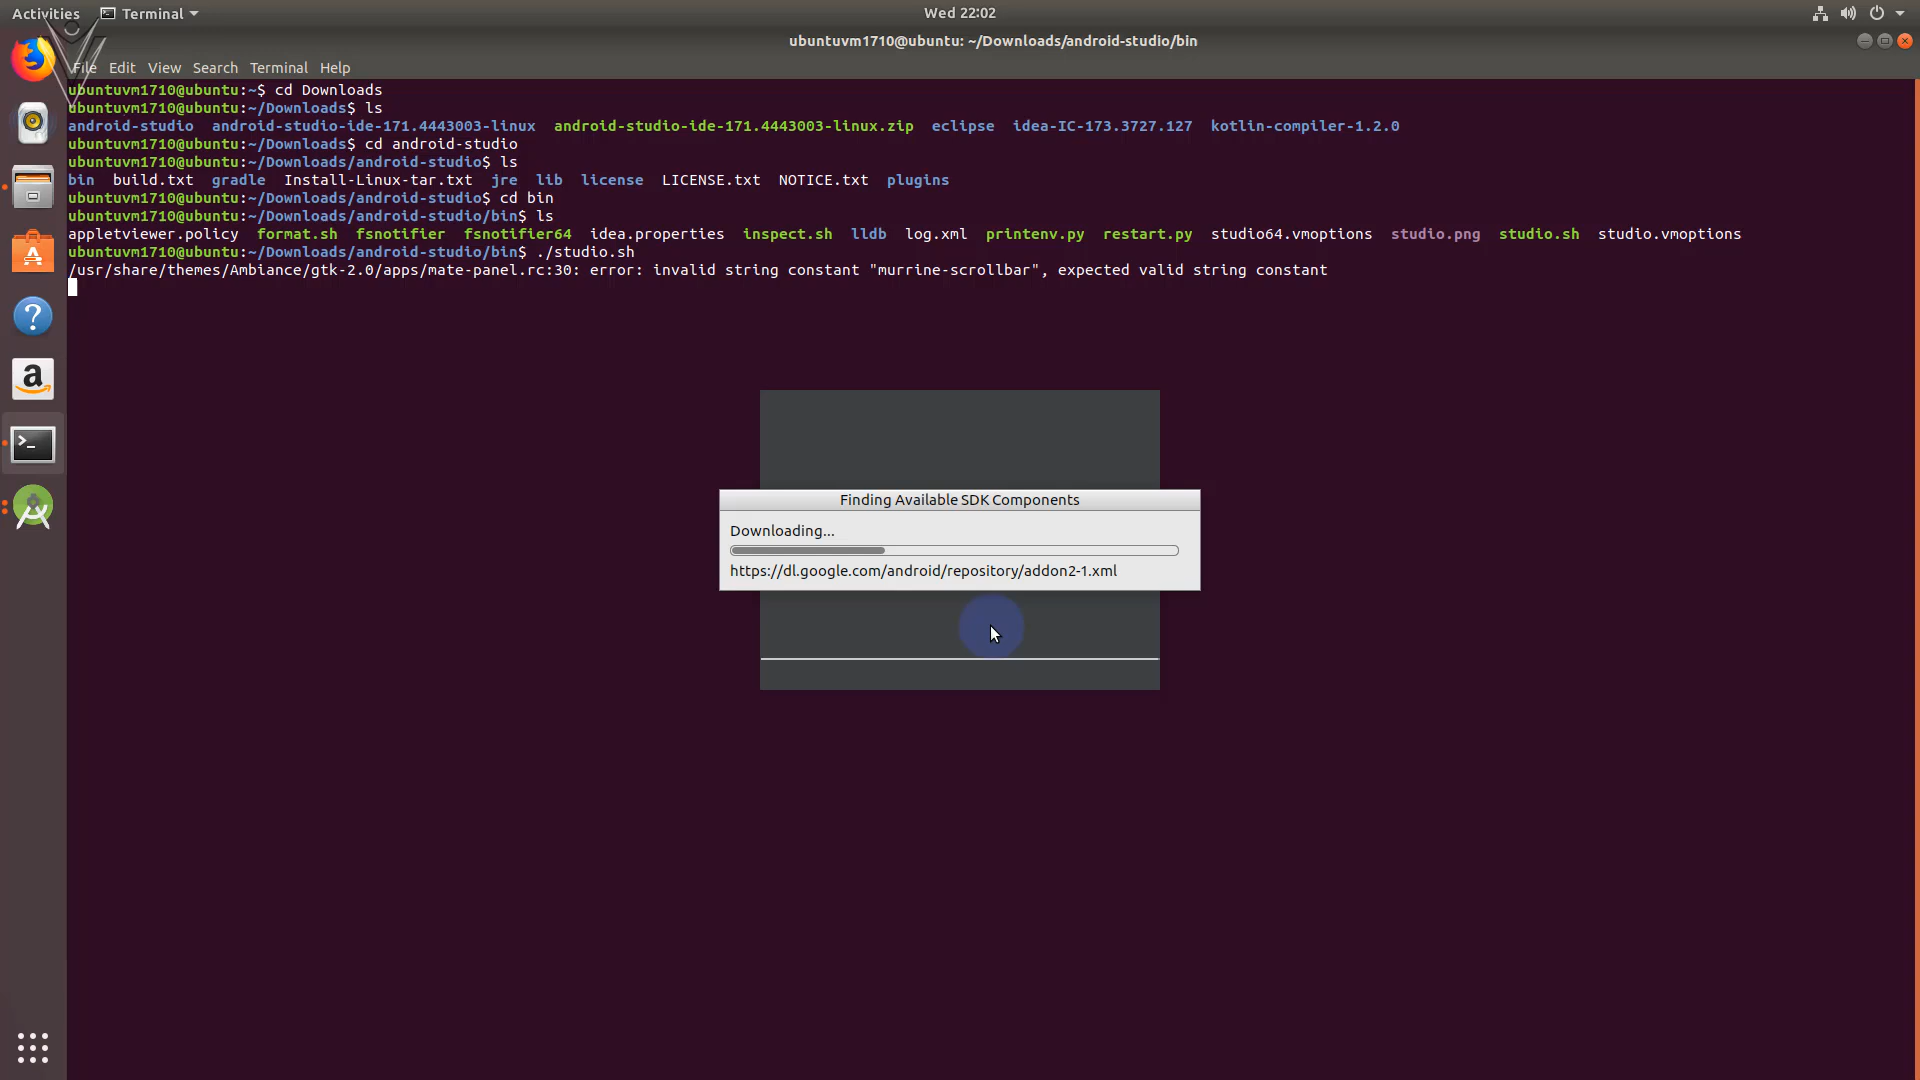 Activities Terminal Wed 22:02
ubuntuvm1710@ubuntu: ~/Downloads/android-studio/bin
File Edit View Search Terminal Help
ubuntuvm1710@ubuntu:~$ cd Downloads
ubuntuvm1710@ubuntu:~/Downloads$ ls
android-studio android-studio-ide-171.4443003-linux android-studio-ide-171.4443003-linux.zip eclipse idea-IC-173.3727.127 kotlin-compiler-1.2.0
ubuntuvm1710@ubuntu:~/Downloads$ cd android-studio
ubuntuvm1710@ubuntu:~/Downloads/android-studio$ ls
bin build.txt gradle Install-Linux-tar.txt jre lib license LICENSE.txt NOTICE.txt plugins
ubuntuvm1710@ubuntu:~/Downloads/android-studio$ cd bin
ubuntuvm1710@ubuntu:~/Downloads/android-studio/bin$ ls
appletviewer.policy format.sh fsnotifier fsnotifier64 idea.properties inspect.sh lldb log.xml printenv.py restart.py studio64.vmoptions studio.png studio.sh studio.vmoptions
ubuntuvm1710@ubuntu:~/Downloads/android-studio/bin$ ./studio.sh
/usr/share/themes/Ambiance/gtk-2.0/apps/mate-panel.rc:30: error: invalid string constant "murrine-scrollbar", expected valid string constant
Finding Available SDK Components
Downloading...
https://dl.google.com/android/repository/addon2-1.xml